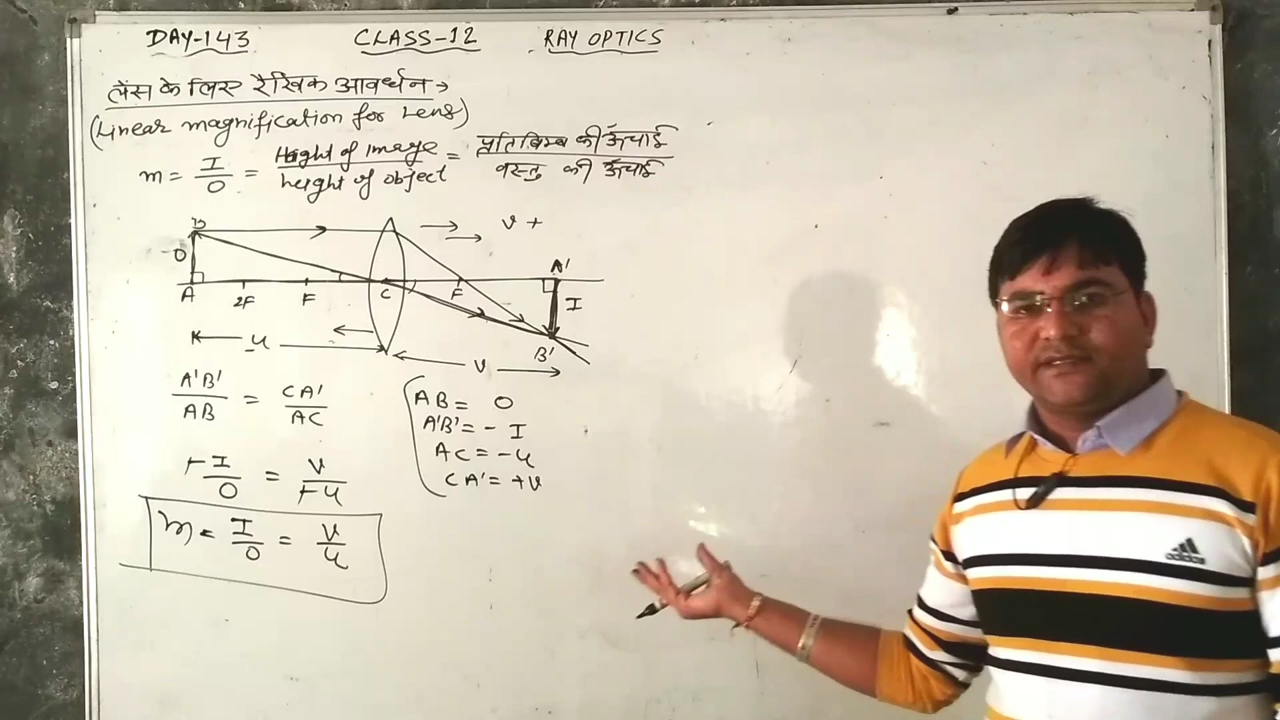 DAY-143 CLASS-12 RAY OPTICS
लेंस के लिए रैखिक आवर्धन →
(Linear magnification for Lens)
m = I/O = Height of image/height of object = प्रतिबिम्ब की ऊँचाई/वस्तु की ऊँचाई
B v +
O A'
A 2F F C F I
u B'
v
A'B'/AB = CA'/AC
AB = O
A'B' = - I
AC = - u
CA' = + v
-I/O = v/-u
m = I/O = v/u
adidas